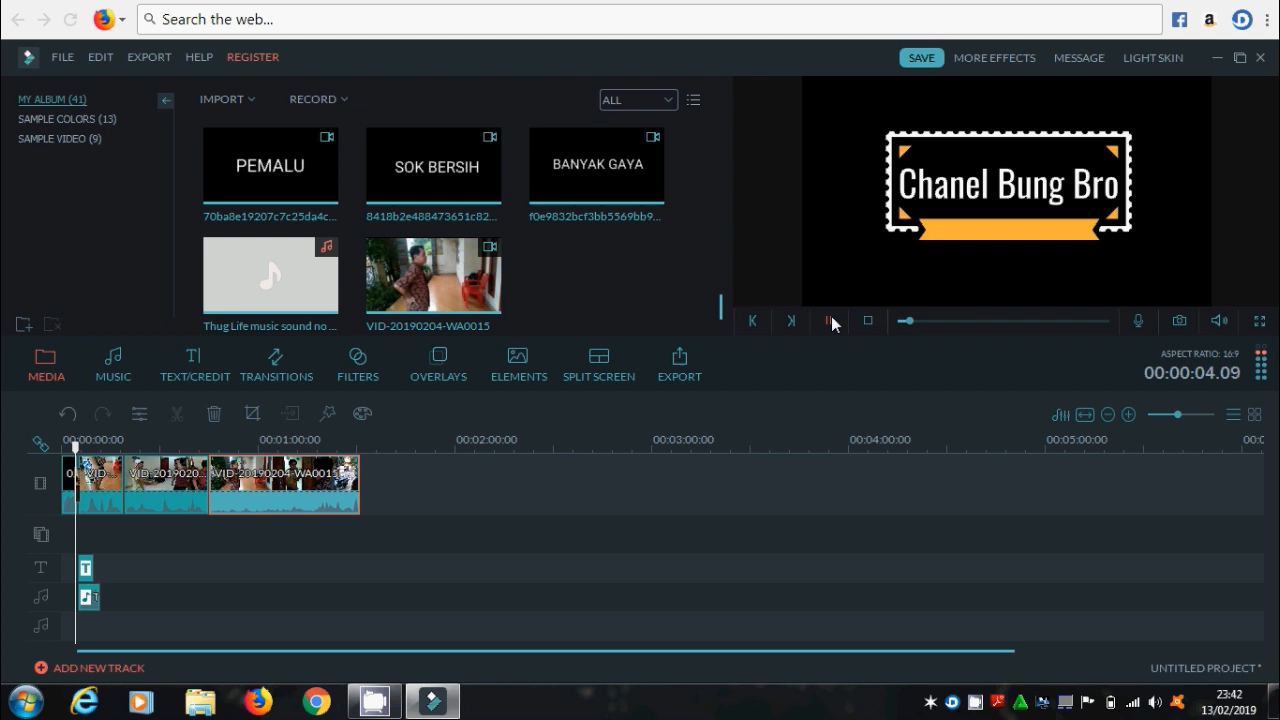 Search the web...
FILE EDIT EXPORT HELP REGISTER
SAVE MORE EFFECTS MESSAGE LIGHT SKIN
MY ALBUM (41)
SAMPLE COLORS (13)
SAMPLE VIDEO (9)
IMPORT RECORD ALL
PEMALU
SOK BERSIH
BANYAK GAYA
70ba8e19207c7c25da4c...
8418b2e488473651c82...
f0e9832bcf3bb5569bb9...
Thug Life music sound no ...
VID-20190204-WA0015
Chanel Bung Bro
MEDIA MUSIC TEXT/CREDIT TRANSITIONS FILTERS OVERLAYS ELEMENTS SPLIT SCREEN EXPORT
ASPECT RATIO: 16:9
00:00:04.09
00:00:00:00 00:01:00:00 00:02:00:00 00:03:00:00 00:04:00:00 00:05:00:00
VID-... VID-2019020... VID-20190204-WA0015
ADD NEW TRACK
UNTITLED PROJECT *
23:42
13/02/2019